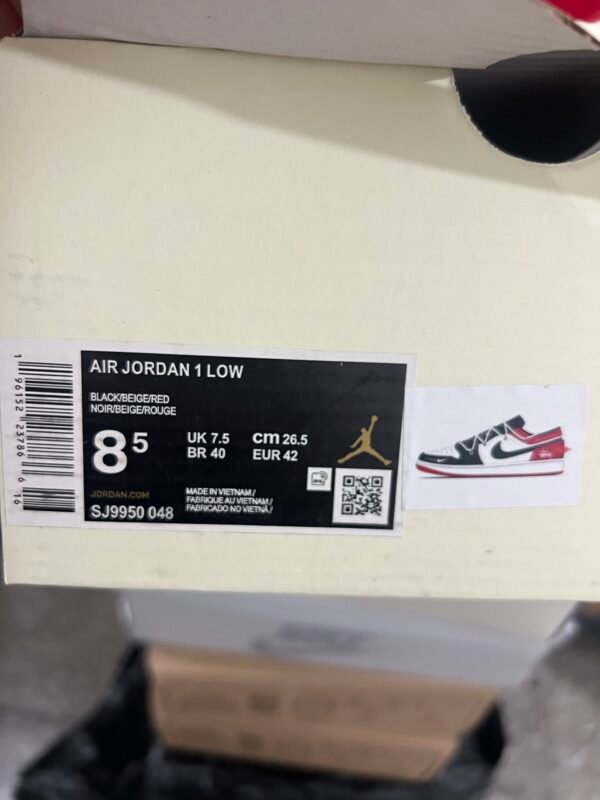 AIR JORDAN 1 LOW
BLACK/BEIGE/RED
NOIR/BEIGE/ROUGE
8 5
UK 7.5
cm 26.5
BR 40
EUR 42
JORDAN.COM
SJ9950 048
MADE IN VIETNAM /
FABRIQUE AU VIETNAM /
FABRICADO NO VIETNÃ /
1 96152 23786 6 16